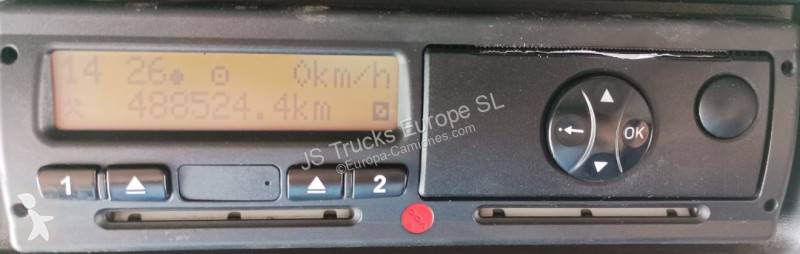 14 26 0km/h
488524.4km
JS Trucks Europe SL
©Europa-Camiones.com
OK
1
2